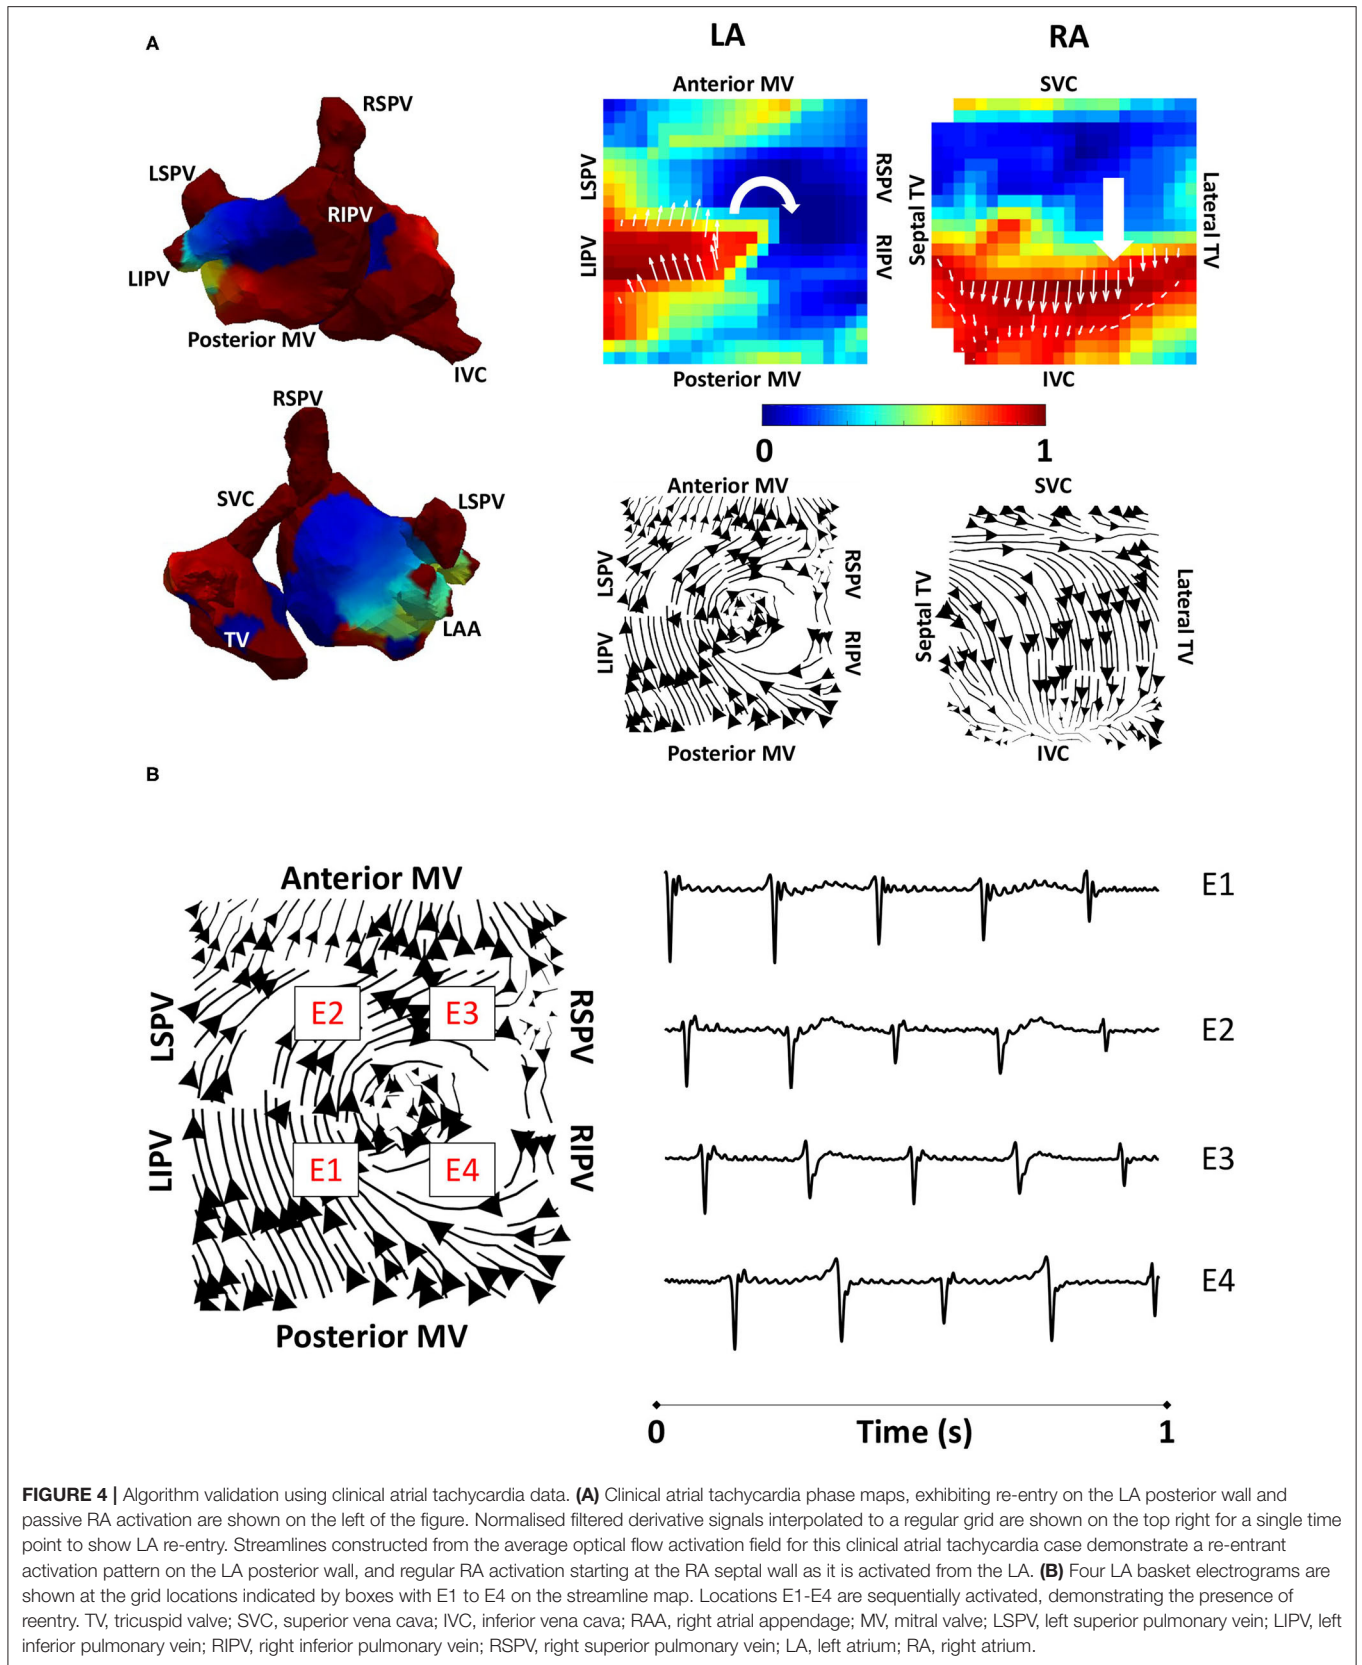 A
LA
RA
RSPV
LSPV
RIPV
LIPV
Posterior MV
IVC
Anterior MV
LSPV
LIPV
RSPV
RIPV
Posterior MV
SVC
Septal TV
Lateral TV
IVC
0
1
RSPV
SVC
LSPV
TV
LAA
Anterior MV
LSPV
LIPV
RSPV
RIPV
Posterior MV
SVC
Septal TV
Lateral TV
IVC
B
Anterior MV
LSPV
LIPV
E2
E3
E1
E4
RSPV
RIPV
Posterior MV
E1
E2
E3
E4
0
Time (s)
1
FIGURE 4 | Algorithm validation using clinical atrial tachycardia data. (A) Clinical atrial tachycardia phase maps, exhibiting re-entry on the LA posterior wall and
passive RA activation are shown on the left of the figure. Normalised filtered derivative signals interpolated to a regular grid are shown on the top right for a single time
point to show LA re-entry. Streamlines constructed from the average optical flow activation field for this clinical atrial tachycardia case demonstrate a re-entrant
activation pattern on the LA posterior wall, and regular RA activation starting at the RA septal wall as it is activated from the LA. (B) Four LA basket electrograms are
shown at the grid locations indicated by boxes with E1 to E4 on the streamline map. Locations E1-E4 are sequentially activated, demonstrating the presence of
reentry. TV, tricuspid valve; SVC, superior vena cava; IVC, inferior vena cava; RAA, right atrial appendage; MV, mitral valve; LSPV, left superior pulmonary vein; LIPV, left
inferior pulmonary vein; RIPV, right inferior pulmonary vein; RSPV, right superior pulmonary vein; LA, left atrium; RA, right atrium.